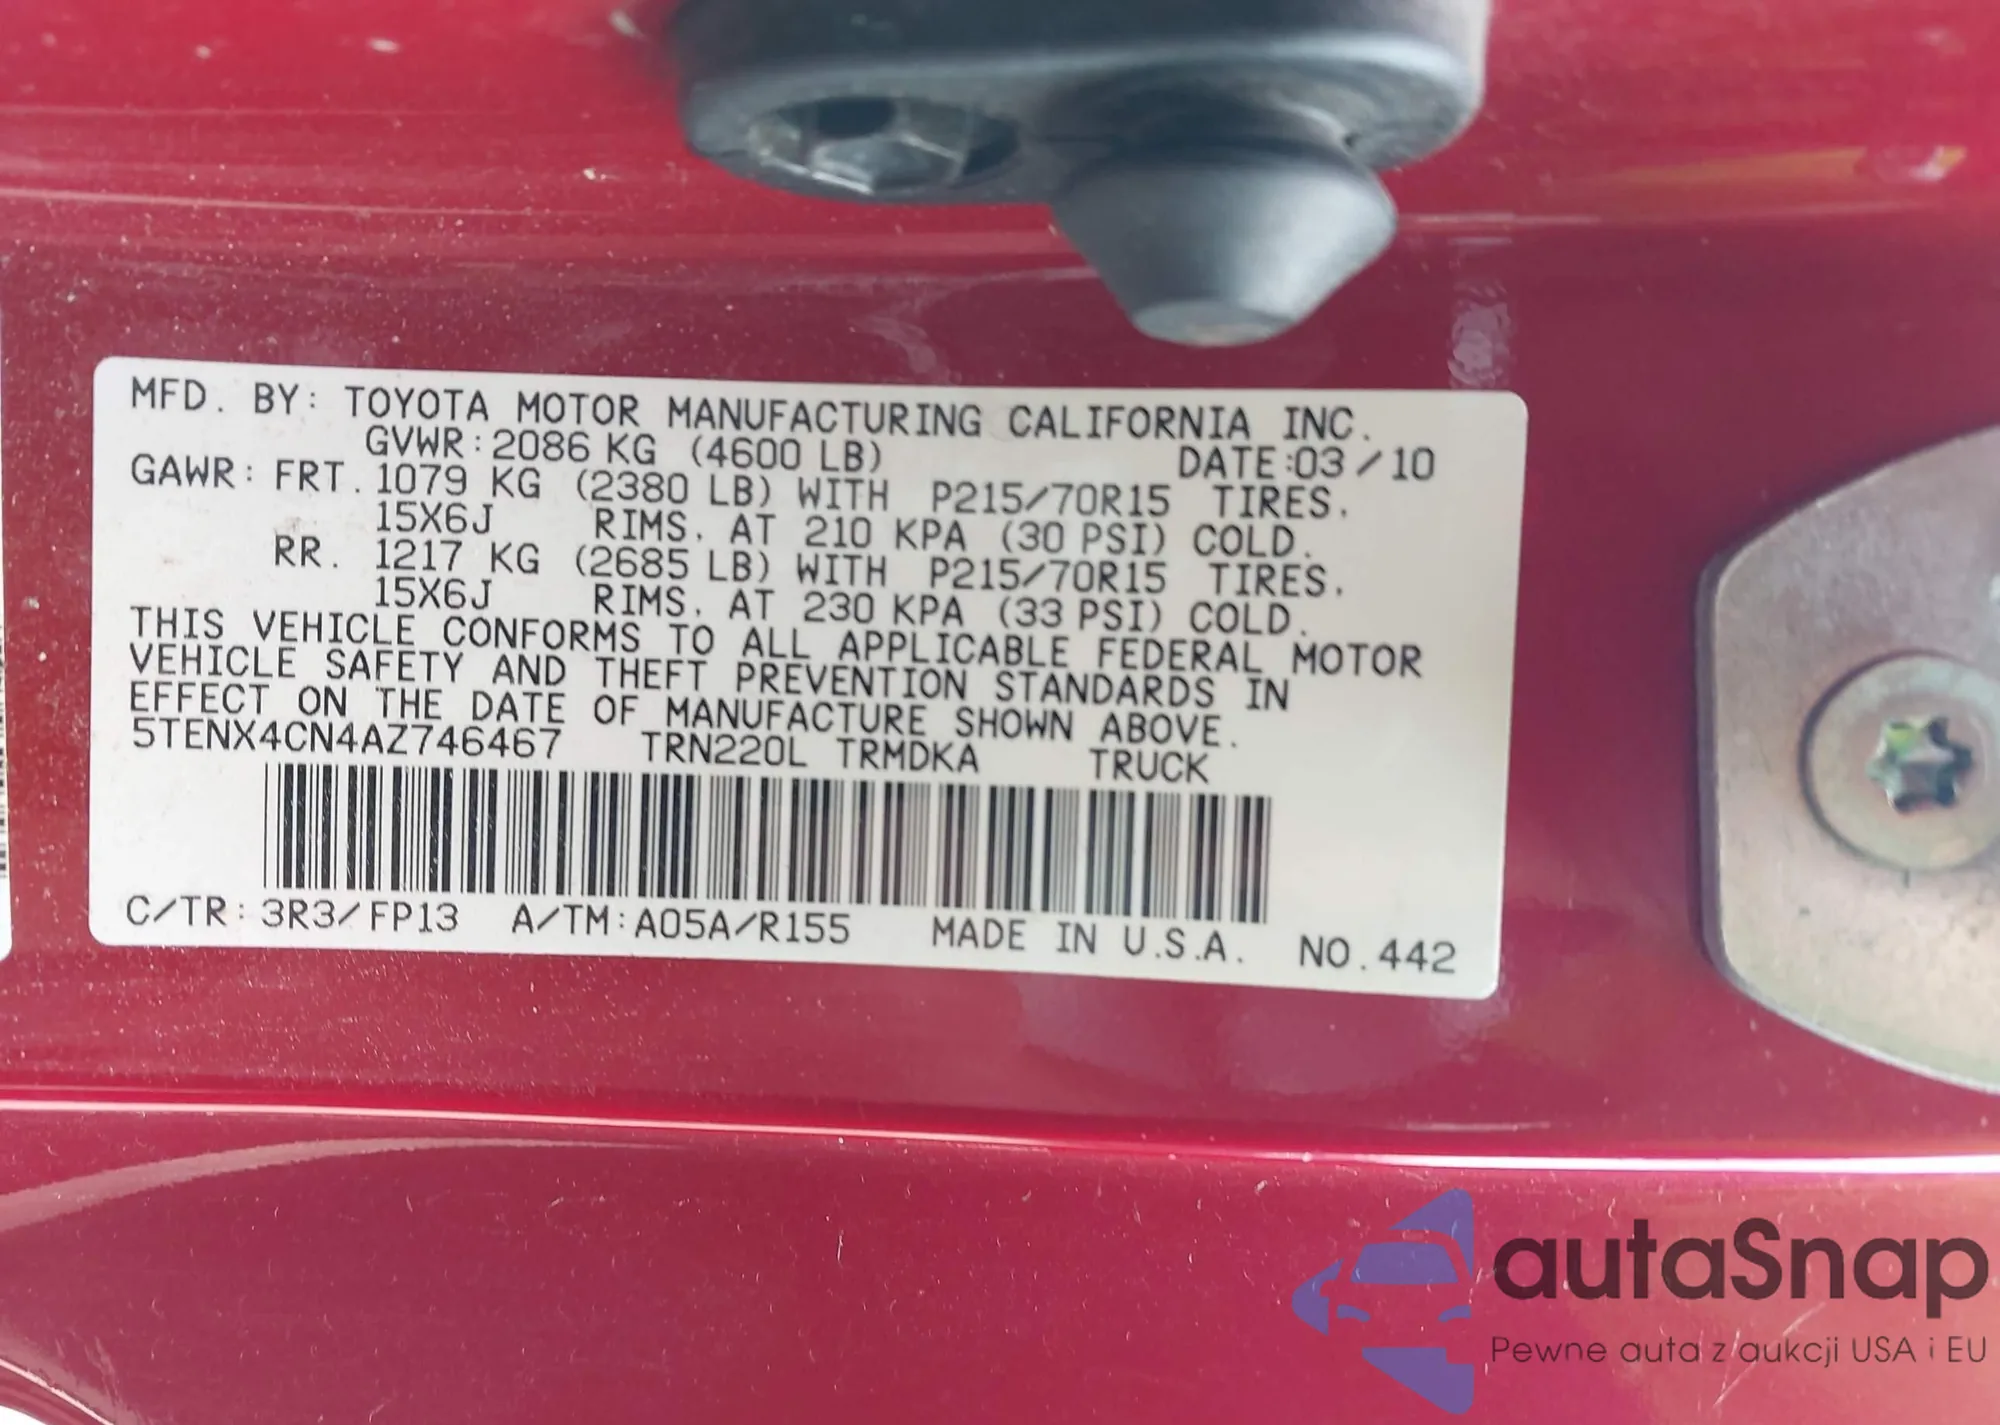 MFD. BY: TOYOTA MOTOR MANUFACTURING CALIFORNIA INC.
GVWR: 2086 KG (4600 LB) DATE:03/10
GAWR: FRT. 1079 KG (2380 LB) WITH P215/70R15 TIRES.
15X6J RIMS. AT 210 KPA (30 PSI) COLD.
RR. 1217 KG (2685 LB) WITH P215/70R15 TIRES.
15X6J RIMS. AT 230 KPA (33 PSI) COLD.
THIS VEHICLE CONFORMS TO ALL APPLICABLE FEDERAL MOTOR
VEHICLE SAFETY AND THEFT PREVENTION STANDARDS IN
EFFECT ON THE DATE OF MANUFACTURE SHOWN ABOVE.
5TENX4CN4AZ746467 TRN220L TRMDKA TRUCK
C/TR: 3R3/FP13 A/TM: A05A/R155 MADE IN U.S.A. NO.442
autaSnap
Pewne auta z aukcji USA i EU